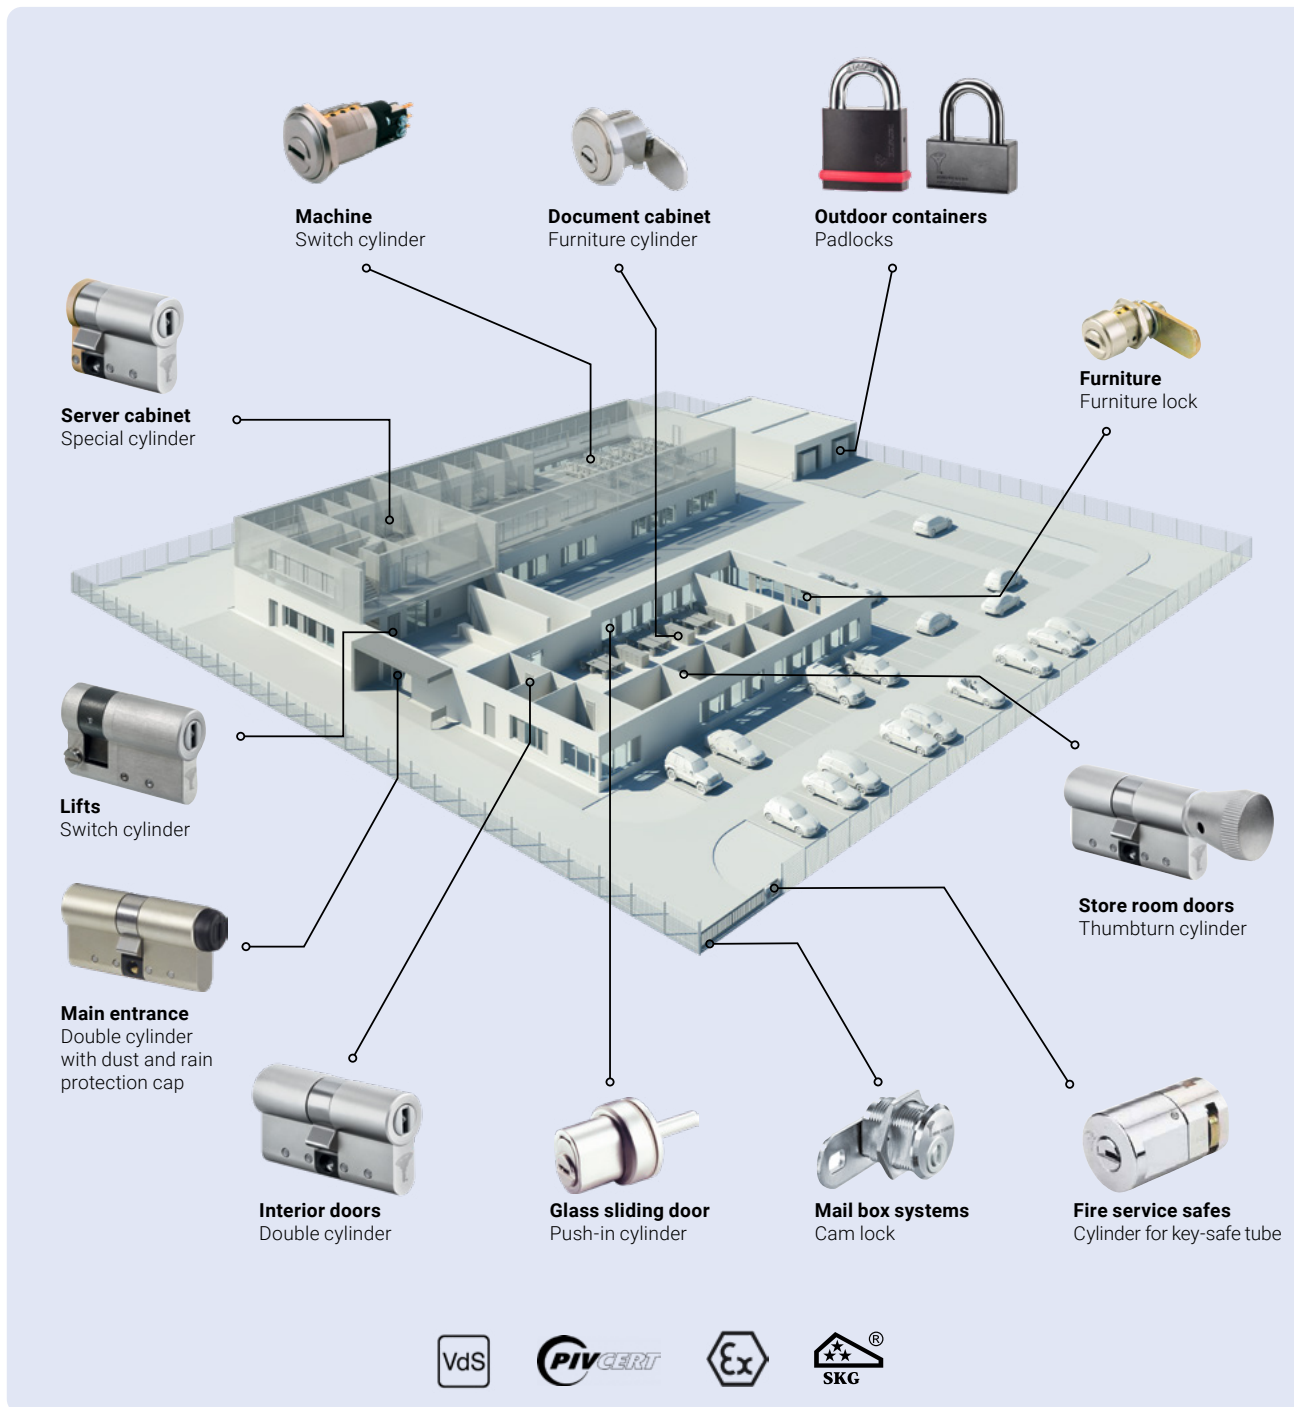 Machine
Switch cylinder
Document cabinet
Furniture cylinder
Outdoor containers
Padlocks
Furniture
Furniture lock
Server cabinet
Special cylinder
Lifts
Switch cylinder
Store room doors
Thumbturn cylinder
Main entrance
Double cylinder
with dust and rain
protection cap
Interior doors
Double cylinder
Glass sliding door
Push-in cylinder
Mail box systems
Cam lock
Fire service safes
Cylinder for key-safe tube
VdS
PIVCERT
Ex
®
SKG